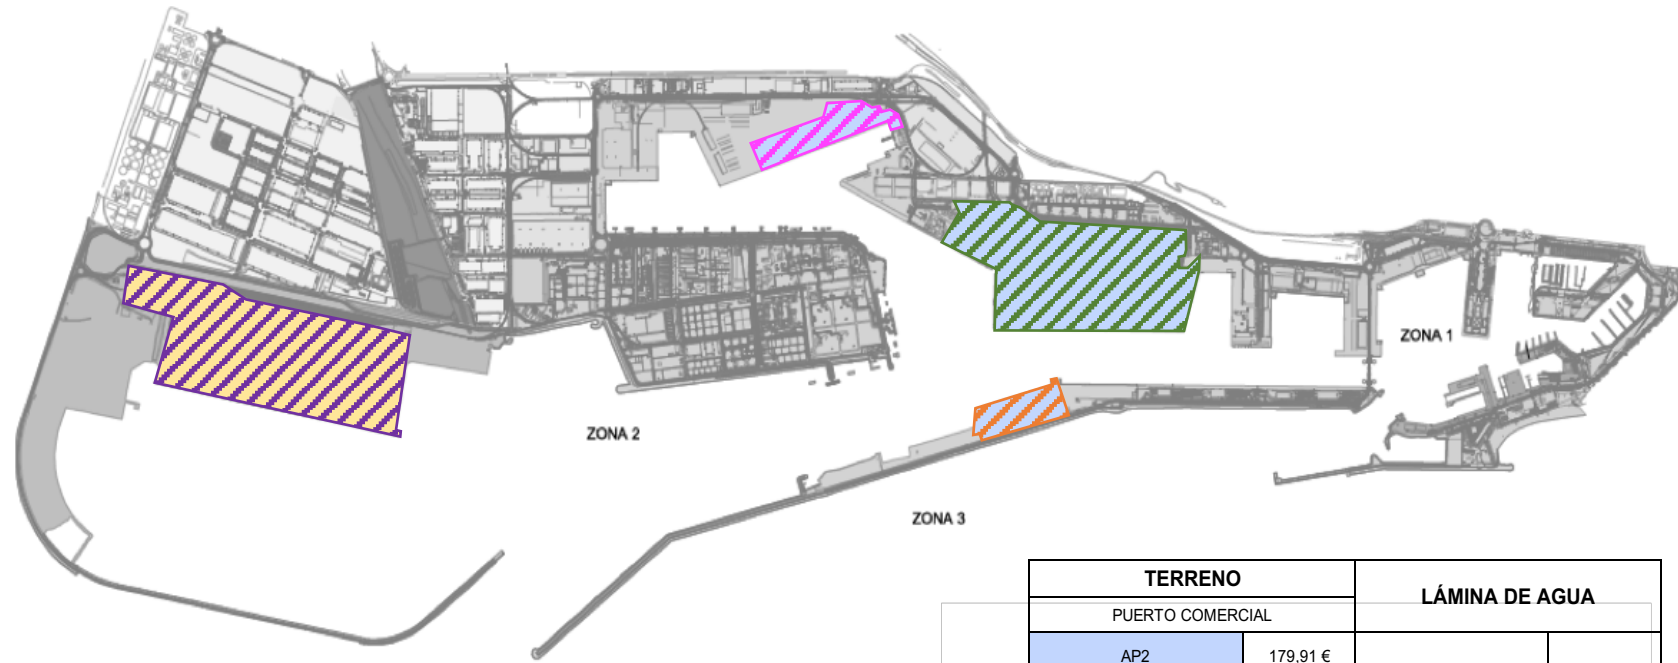 ZONA 1
ZONA 2
ZONA 3
TERRENO
LÁMINA DE AGUA
PUERTO COMERCIAL
AP2 179,91 €